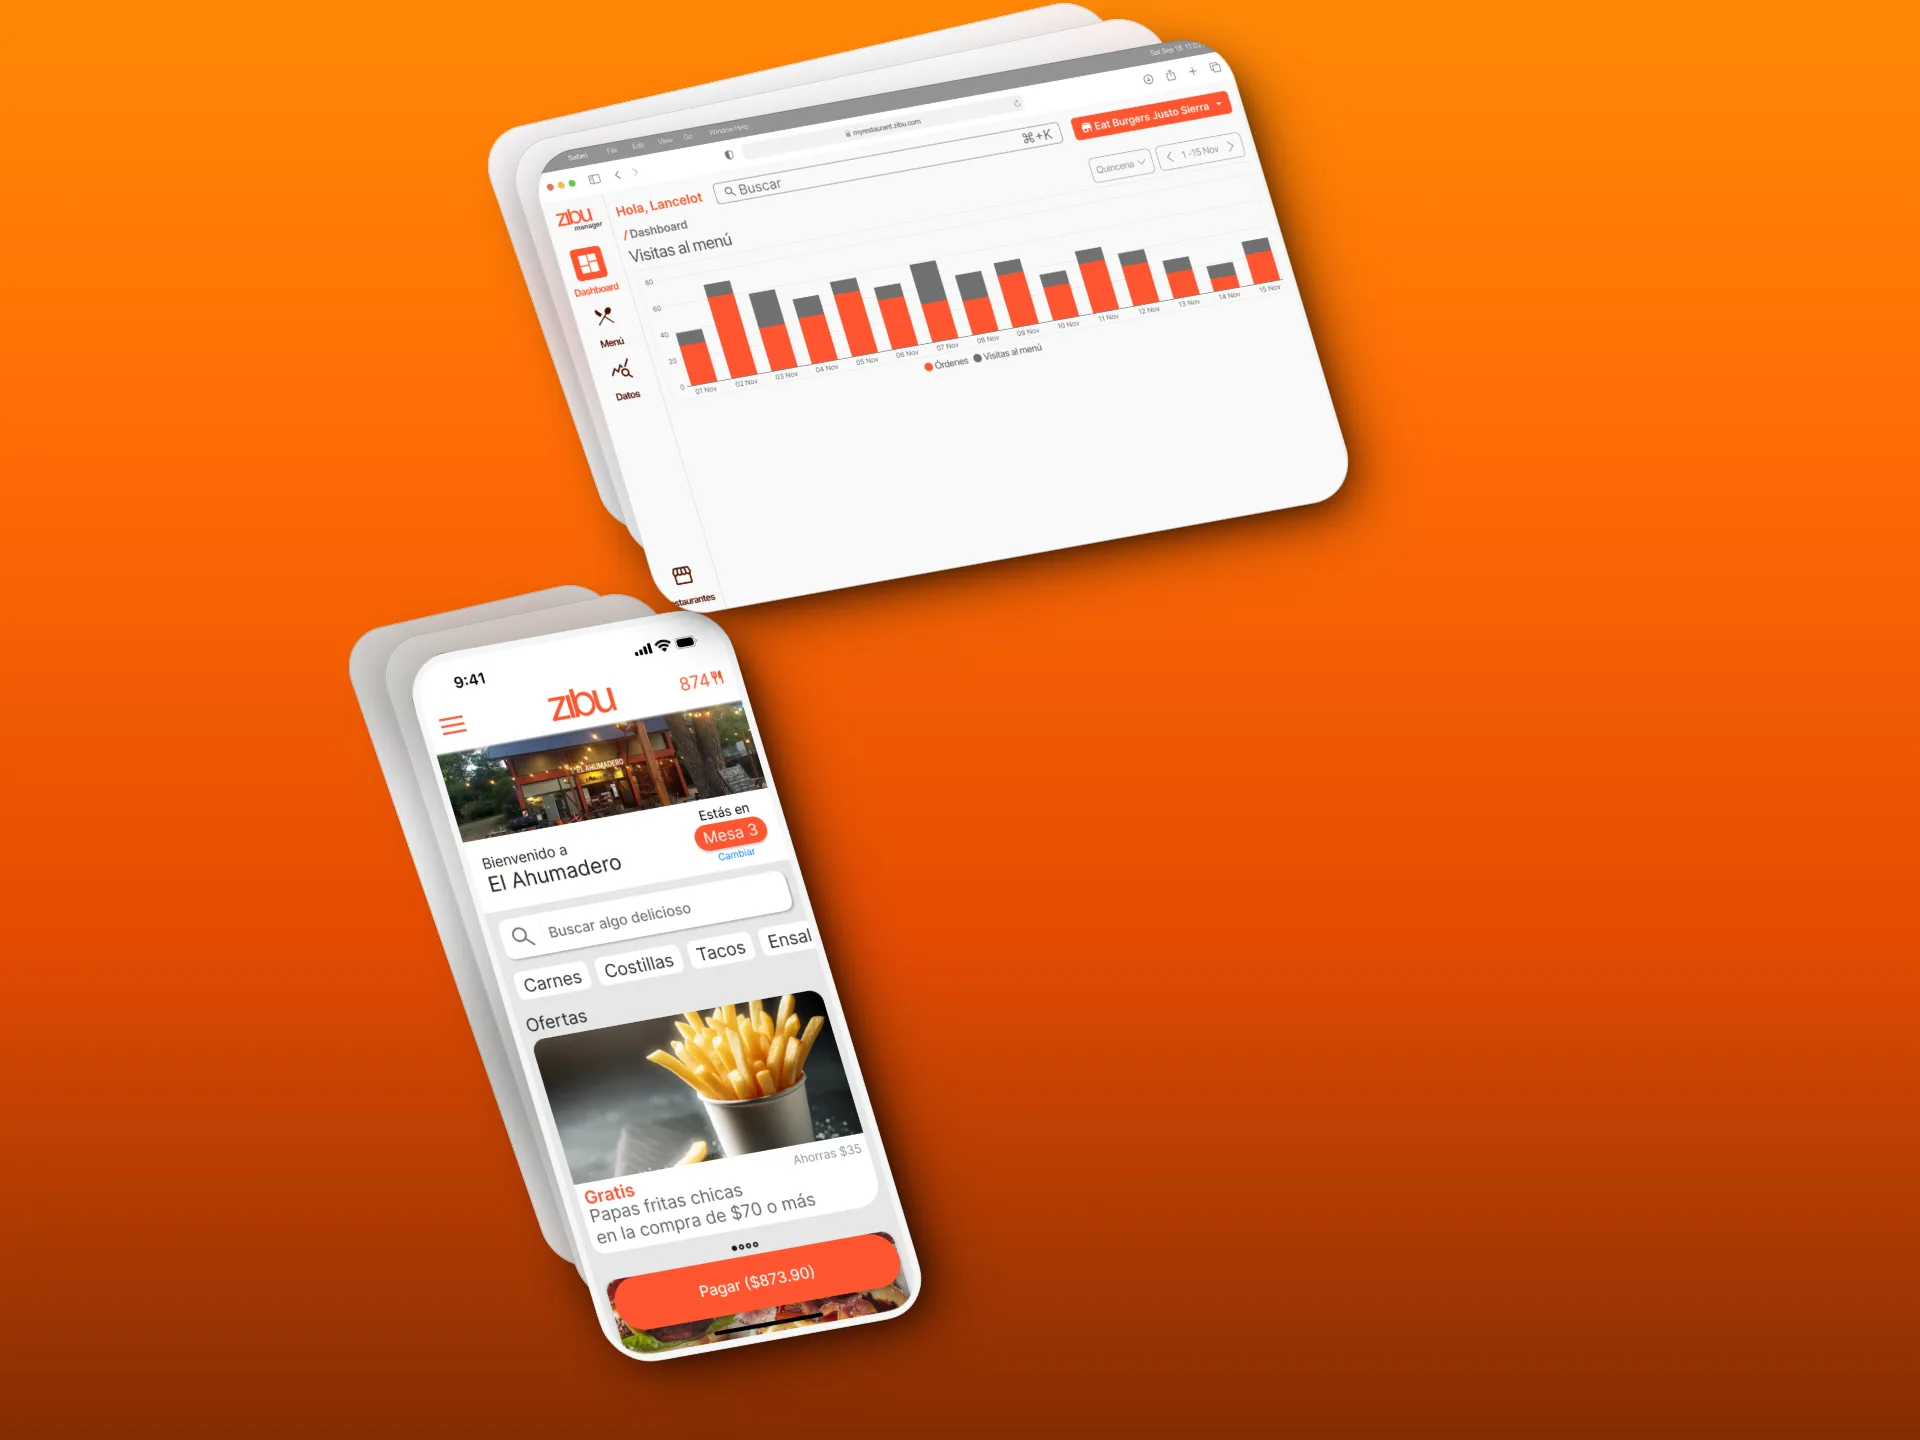 Safari File Edit View Go Window Help
Sat Sep 18 11:02
myrestaurant.zibu.com
zibu
manager
Hola, Lancelot
Buscar
⌘+K
Eat Burgers Justo Sierra
/ Dashboard
Quincena
1 -15 Nov
Visitas al menú
Dashboard
Menú
Datos
staurantes
80
60
40
20
0
01 Nov
02 Nov
03 Nov
04 Nov
05 Nov
06 Nov
07 Nov
08 Nov
09 Nov
10 Nov
11 Nov
12 Nov
13 Nov
14 Nov
15 Nov
Órdenes
Visitas al menú
9:41
zibu
874
EL AHUMADERO
Bienvenido a
El Ahumadero
Estás en
Mesa 3
Cambiar
Buscar algo delicioso
Carnes
Costillas
Tacos
Ensal
Ofertas
Ahorras $35
Gratis
Papas fritas chicas
en la compra de $70 o más
Pagar ($873.90)